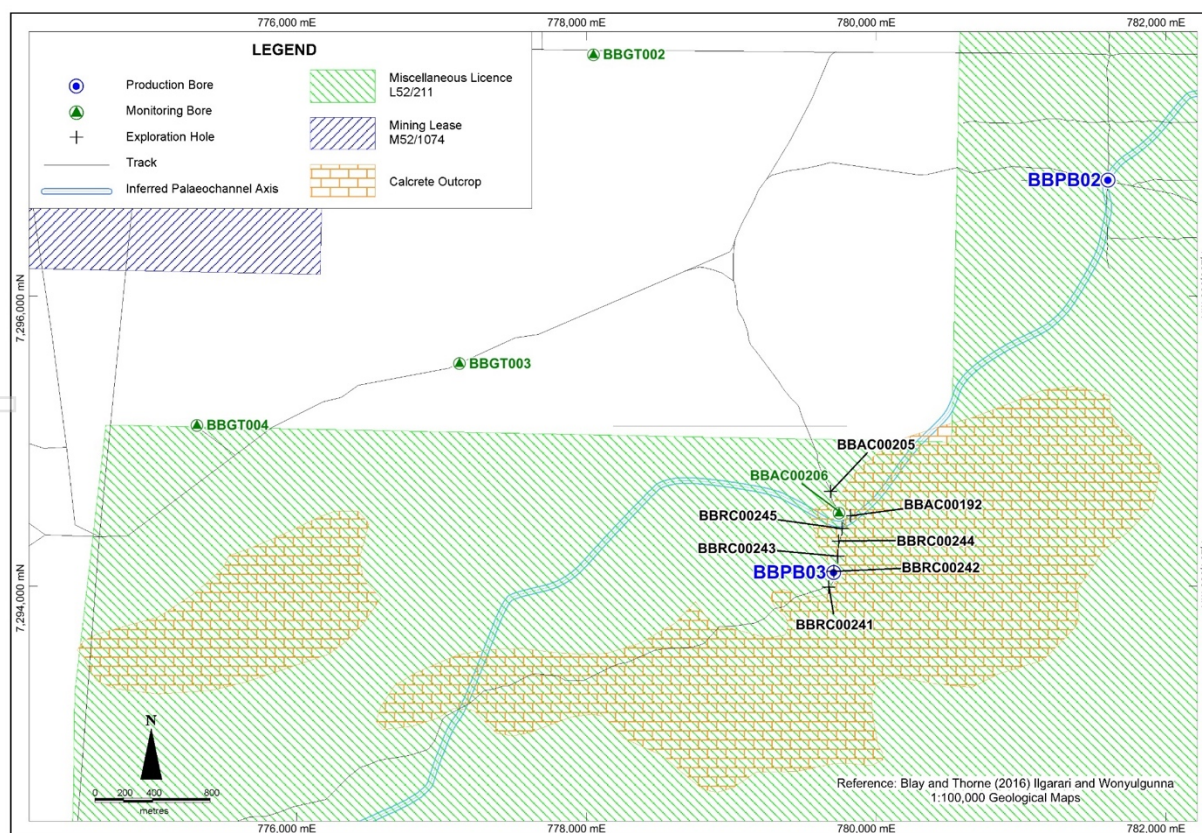 776,000 mE
778,000 mE
780,000 mE
782,000 mE
LEGEND
Production Bore
Monitoring Bore
Exploration Hole
Track
Inferred Palaeochannel Axis
Miscellaneous Licence
L52/211
Mining Lease
M52/1074
Calcrete Outcrop
BBGT002
BBPB02
7,296,000 mN
BBGT003
BBGT004
BBAC00205
BBAC00206
BBAC00192
BBRC00245
BBRC00244
BBRC00243
BBPB03
BBRC00242
7,294,000 mN
BBRC00241
N
0 200 400 800
metres
Reference: Blay and Thorne (2016) Ilgarari and Wonyulgunna
1:100,000 Geological Maps
776,000 mE
778,000 mE
780,000 mE
782,000 mE